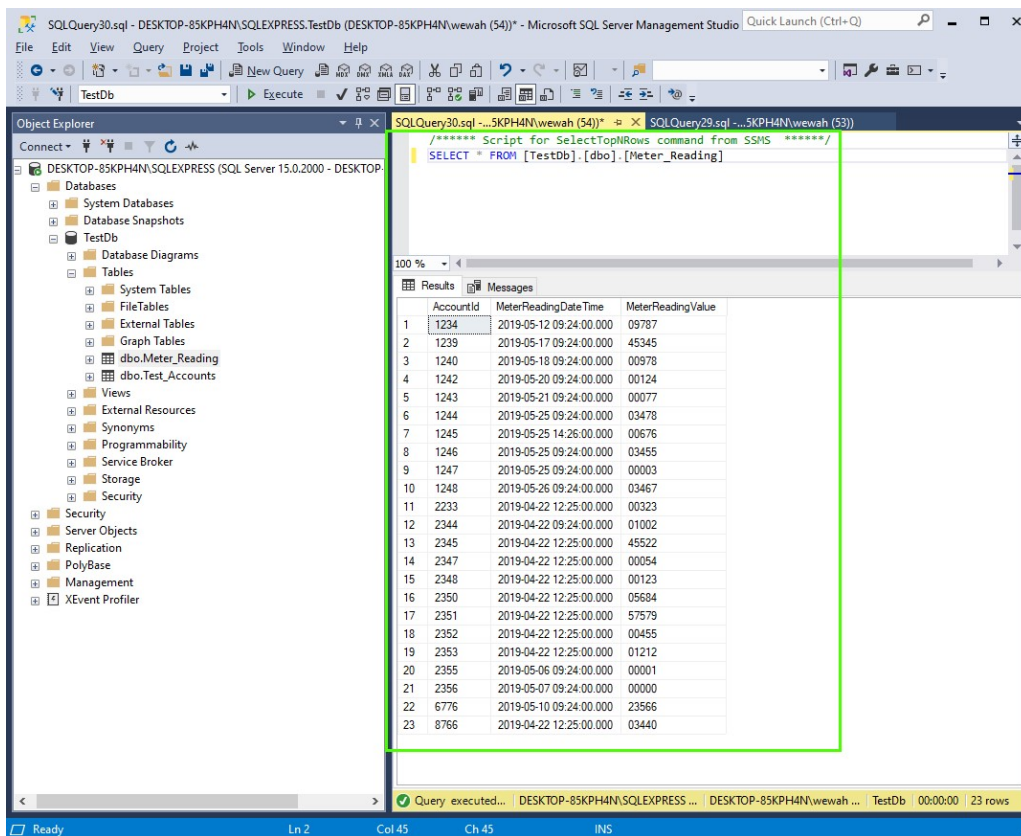 SQLQuery30.sql - DESKTOP-85KPH4N\SQLEXPRESS.TestDb (DESKTOP-85KPH4N\wewah (54))* - Microsoft SQL Server Management Studio
Quick Launch (Ctrl+Q)
File Edit View Query Project Tools Window Help
New Query MDX DMX XMLA DAX
TestDb Execute
Object Explorer
Connect
DESKTOP-85KPH4N\SQLEXPRESS (SQL Server 15.0.2000 - DESKTOP-
Databases
System Databases
Database Snapshots
TestDb
Database Diagrams
Tables
System Tables
FileTables
External Tables
Graph Tables
dbo.Meter_Reading
dbo.Test_Accounts
Views
External Resources
Synonyms
Programmability
Service Broker
Storage
Security
Security
Server Objects
Replication
PolyBase
Management
XEvent Profiler
SQLQuery30.sql -...5KPH4N\wewah (54))* SQLQuery29.sql -...5KPH4N\wewah (53))
/****** Script for SelectTopNRows command from SSMS ******/
SELECT * FROM [TestDb].[dbo].[Meter_Reading]
100 %
Results Messages
AccountId MeterReadingDateTime MeterReadingValue
1 1234 2019-05-12 09:24:00.000 09787
2 1239 2019-05-17 09:24:00.000 45345
3 1240 2019-05-18 09:24:00.000 00978
4 1242 2019-05-20 09:24:00.000 00124
5 1243 2019-05-21 09:24:00.000 00077
6 1244 2019-05-25 09:24:00.000 03478
7 1245 2019-05-25 14:26:00.000 00676
8 1246 2019-05-25 09:24:00.000 03455
9 1247 2019-05-25 09:24:00.000 00003
10 1248 2019-05-26 09:24:00.000 03467
11 2233 2019-04-22 12:25:00.000 00323
12 2344 2019-04-22 09:24:00.000 01002
13 2345 2019-04-22 12:25:00.000 45522
14 2347 2019-04-22 12:25:00.000 00054
15 2348 2019-04-22 12:25:00.000 00123
16 2350 2019-04-22 12:25:00.000 05684
17 2351 2019-04-22 12:25:00.000 57579
18 2352 2019-04-22 12:25:00.000 00455
19 2353 2019-04-22 12:25:00.000 01212
20 2355 2019-05-06 09:24:00.000 00001
21 2356 2019-05-07 09:24:00.000 00000
22 6776 2019-05-10 09:24:00.000 23566
23 8766 2019-04-22 12:25:00.000 03440
Query executed... DESKTOP-85KPH4N\SQLEXPRESS ... DESKTOP-85KPH4N\wewah ... TestDb 00:00:00 23 rows
Ready Ln 2 Col 45 Ch 45 INS